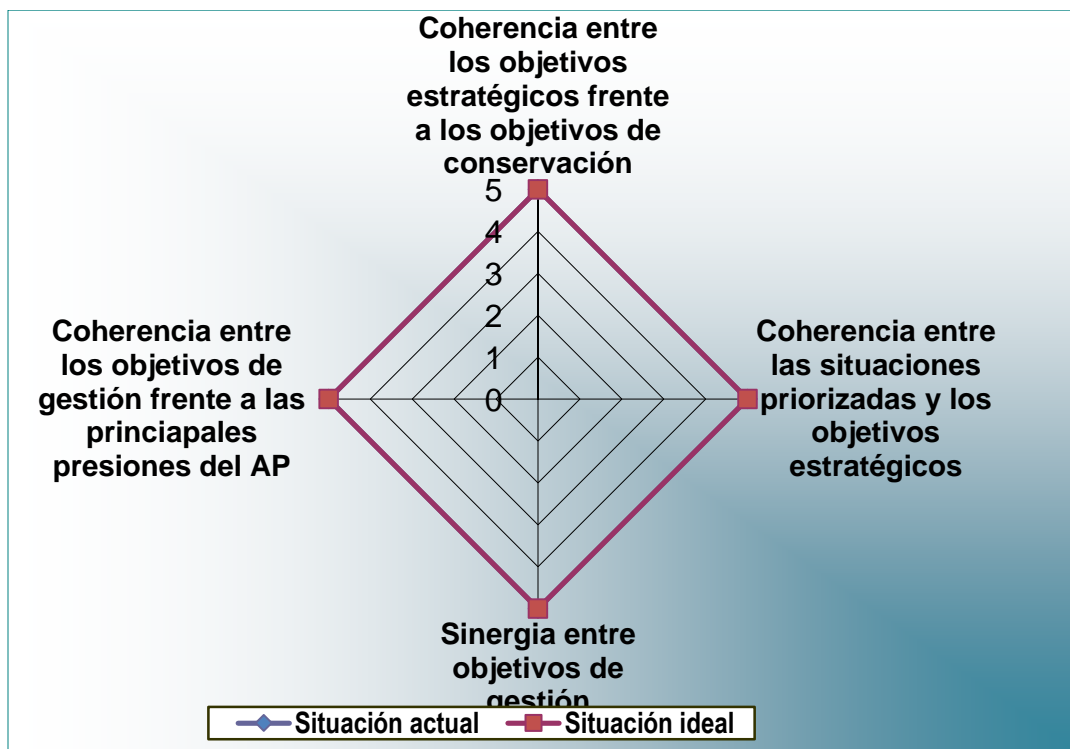 Coherencia entre
los objetivos
estratégicos frente
a los objetivos de
conservación
5
4
3
2
1
0
Coherencia entre
los objetivos de
gestión frente a las
princiapales
presiones del AP
Coherencia entre
las situaciones
priorizadas y los
objetivos
estratégicos
Sinergia entre
objetivos de
gestión
Situación actual
Situación ideal